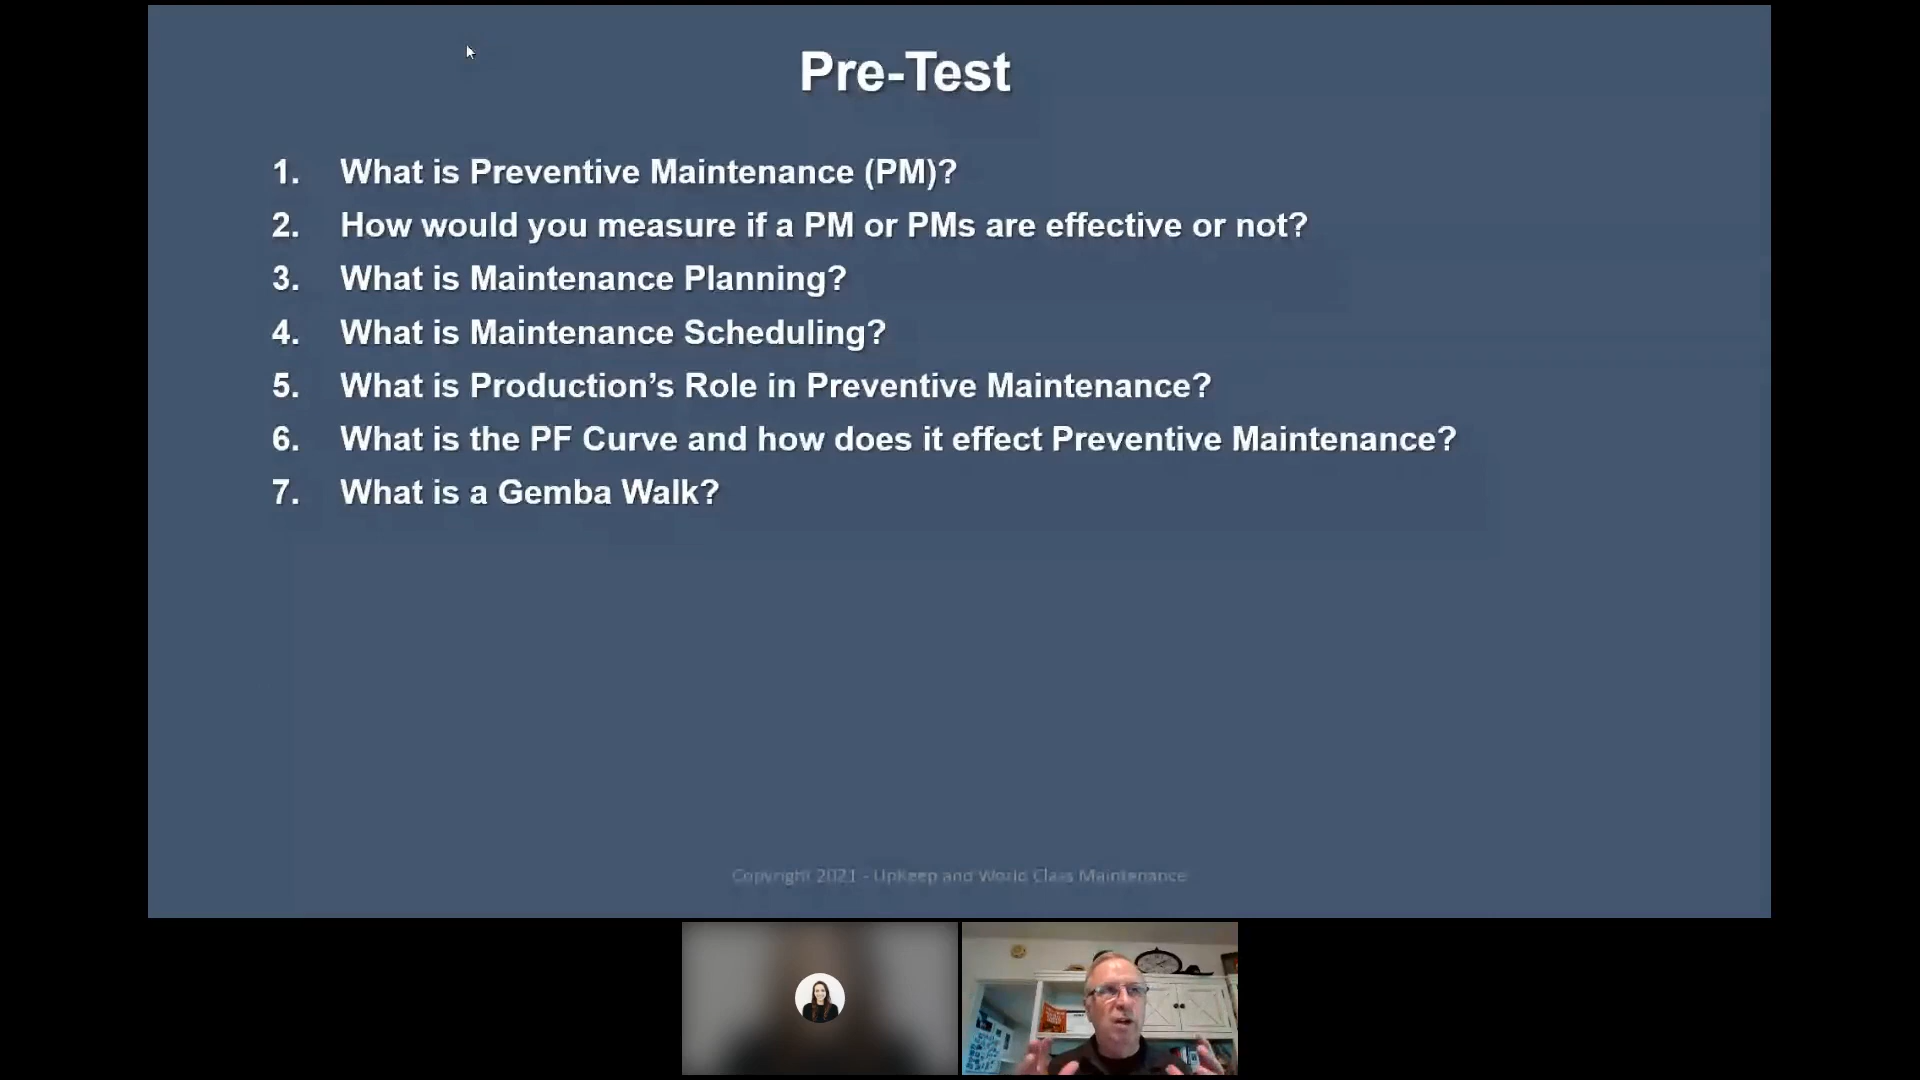 Pre-Test
1. What is Preventive Maintenance (PM)?
2. How would you measure if a PM or PMs are effective or not?
3. What is Maintenance Planning?
4. What is Maintenance Scheduling?
5. What is Production’s Role in Preventive Maintenance?
6. What is the PF Curve and how does it effect Preventive Maintenance?
7. What is a Gemba Walk?
Copyright 2021 - UpKeep and World Class Maintenance